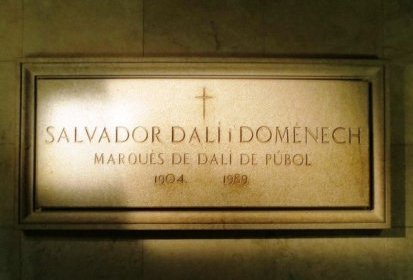 SALVADOR DALÍ i DOMÈNECH
MARQUÈS DE DALÍ DE PÚBOL
1904 1989